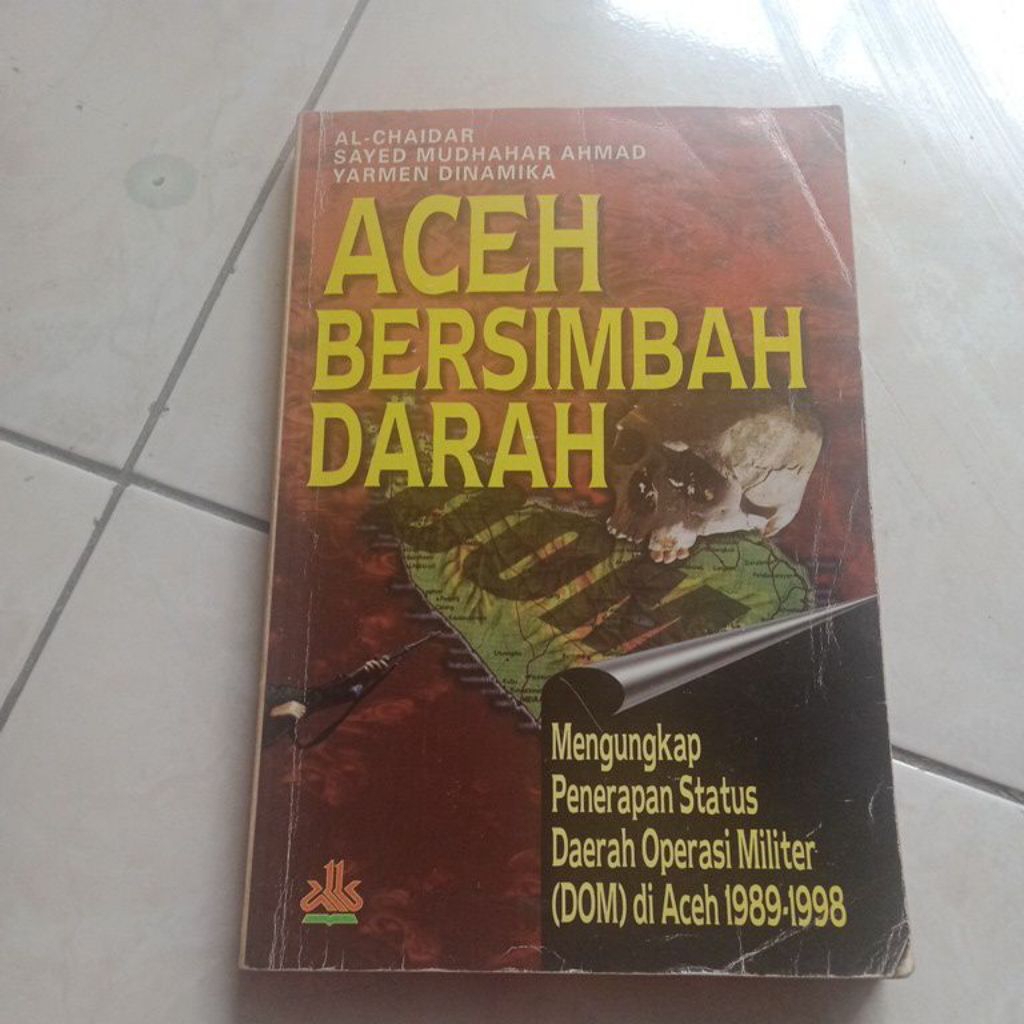 AL-CHAIDAR
SAYED MUDHAHAR AHMAD
YARMEN DINAMIKA
ACEH
BERSIMBAH
DARAH
DOM
Mengungkap
Penerapan Status
Daerah Operasi Militer
(DOM) di Aceh 1989-1998